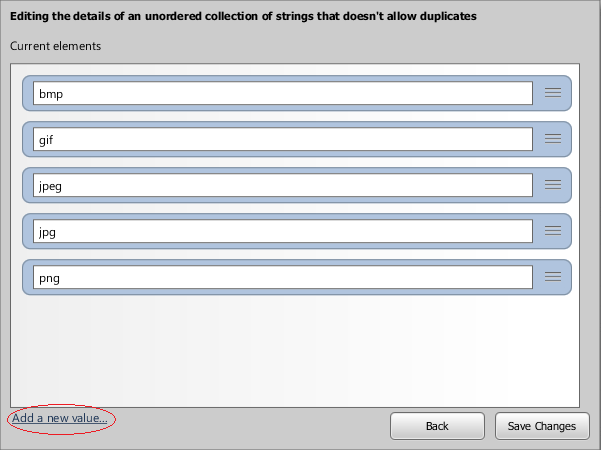 Editing the details of an unordered collection of strings that doesn't allow duplicates
Current elements
bmp
gif
jpeg
jpg
png
Add a new value...
Back
Save Changes